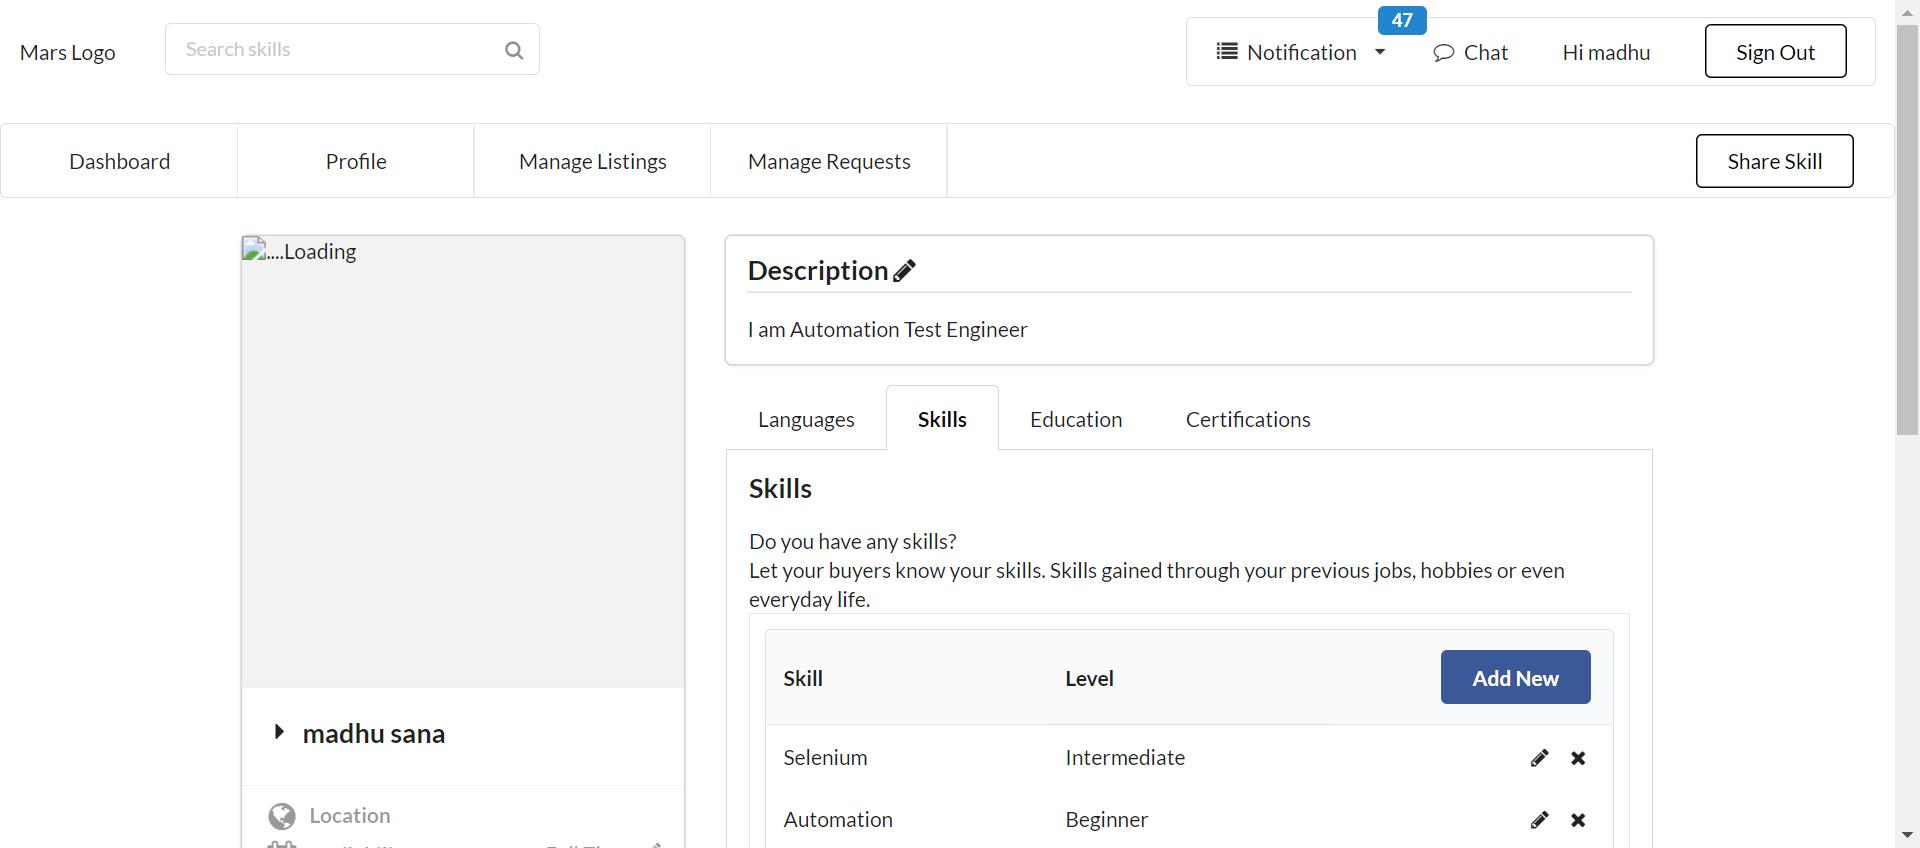 Mars Logo
Search skills
Notification
47
Chat
Hi madhu
Sign Out
Dashboard
Profile
Manage Listings
Manage Requests
Share Skill
....Loading
madhu sana
Location
Description
I am Automation Test Engineer
Languages
Skills
Education
Certifications
Skills
Do you have any skills?
Let your buyers know your skills. Skills gained through your previous jobs, hobbies or even
everyday life.
Skill
Level
Add New
Selenium
Intermediate
Automation
Beginner